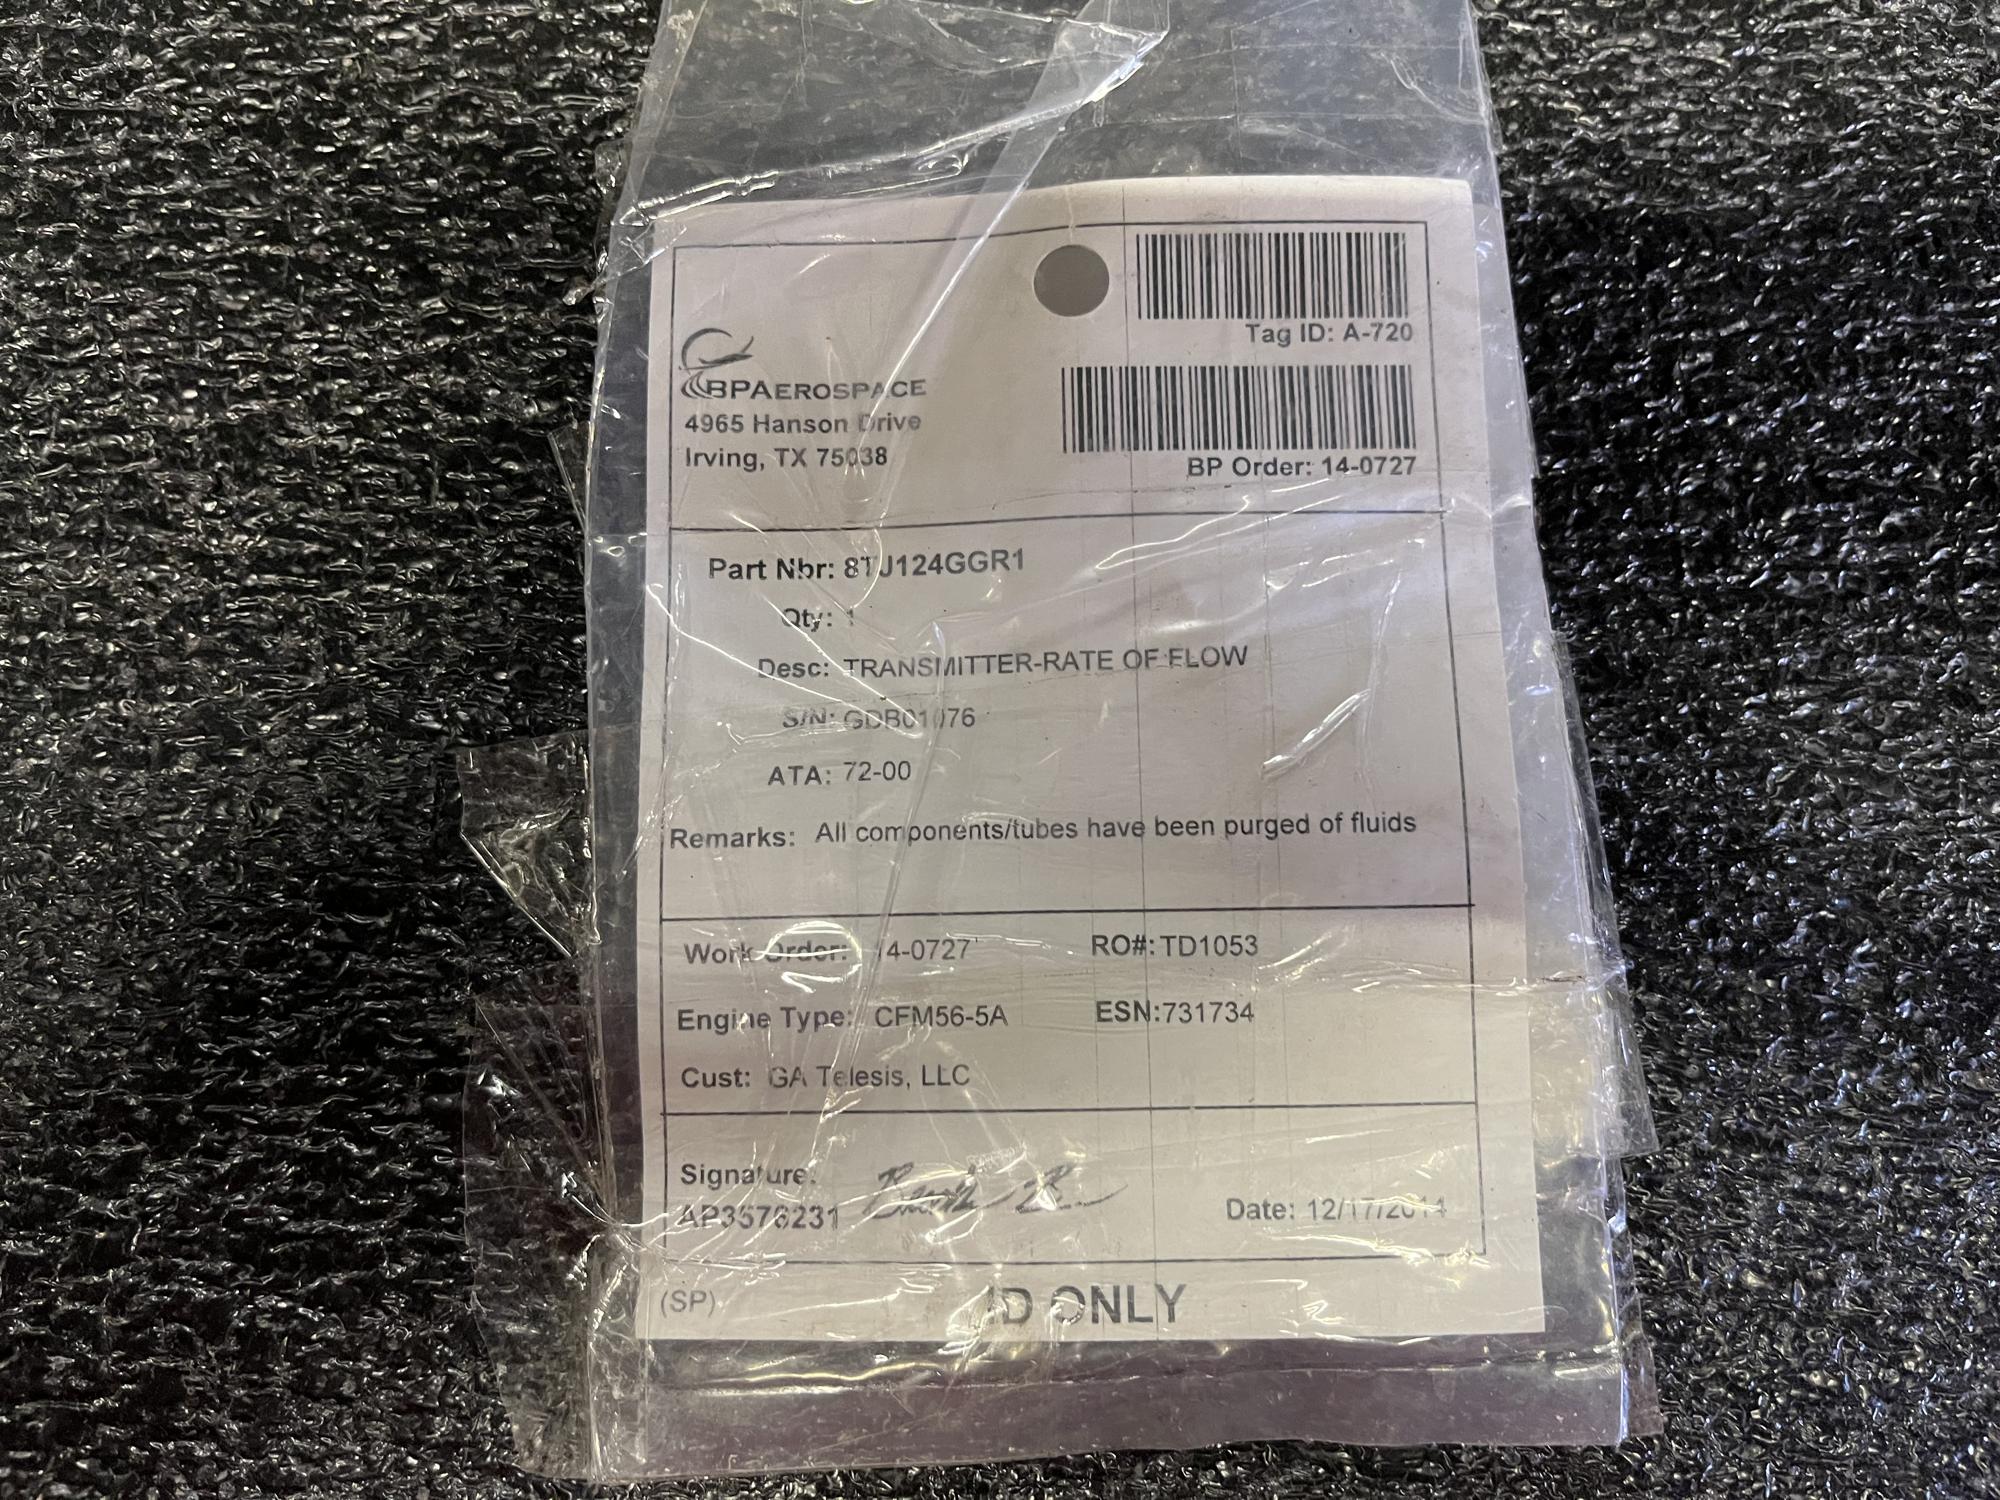 Tag ID: A-720
BPAEROSPACE
4965 Hanson Drive
Irving, TX 75038
BP Order: 14-0727
Part Nbr: 8TJ124GGR1
Qty: 1
Desc: TRANSMITTER-RATE OF FLOW
S/N: GDB01076
ATA: 72-00
Remarks: All components/tubes have been purged of fluids
Work Order: 14-0727 RO#: TD1053
Engine Type: CFM56-5A ESN:731734
Cust: GA Telesis, LLC
Signature:
AP3576231 Date: 12/17/2014
(SP) ID ONLY